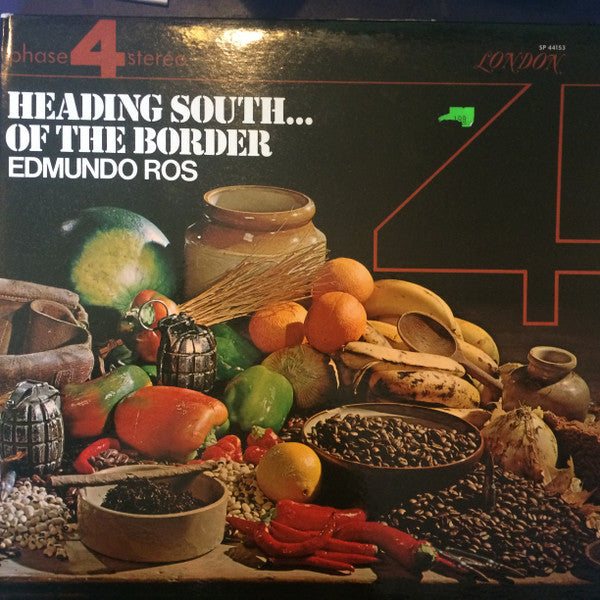 phase 4 stereo
SP 44153
LONDON
HEADING SOUTH...
OF THE BORDER
EDMUNDO ROS
4